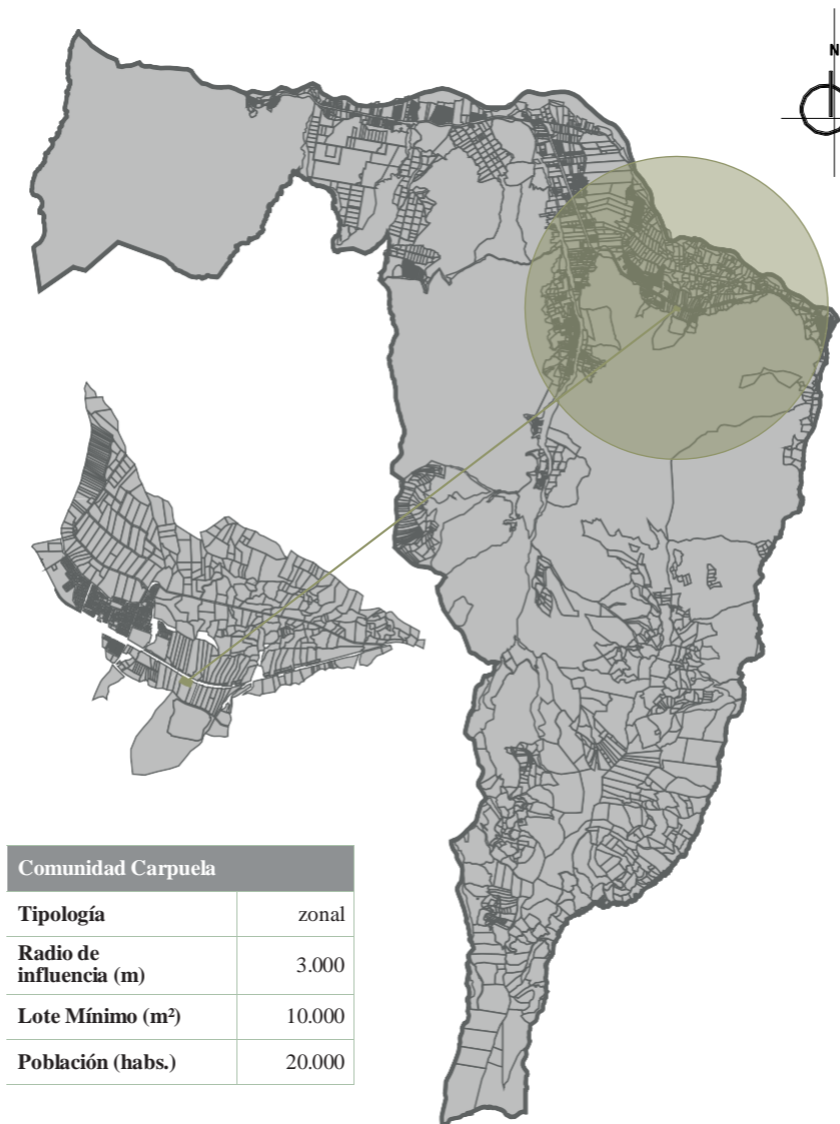 N
Comunidad Carpuela
Tipología zonal
Radio de
influencia (m) 3.000
Lote Mínimo (m²) 10.000
Población (habs.) 20.000